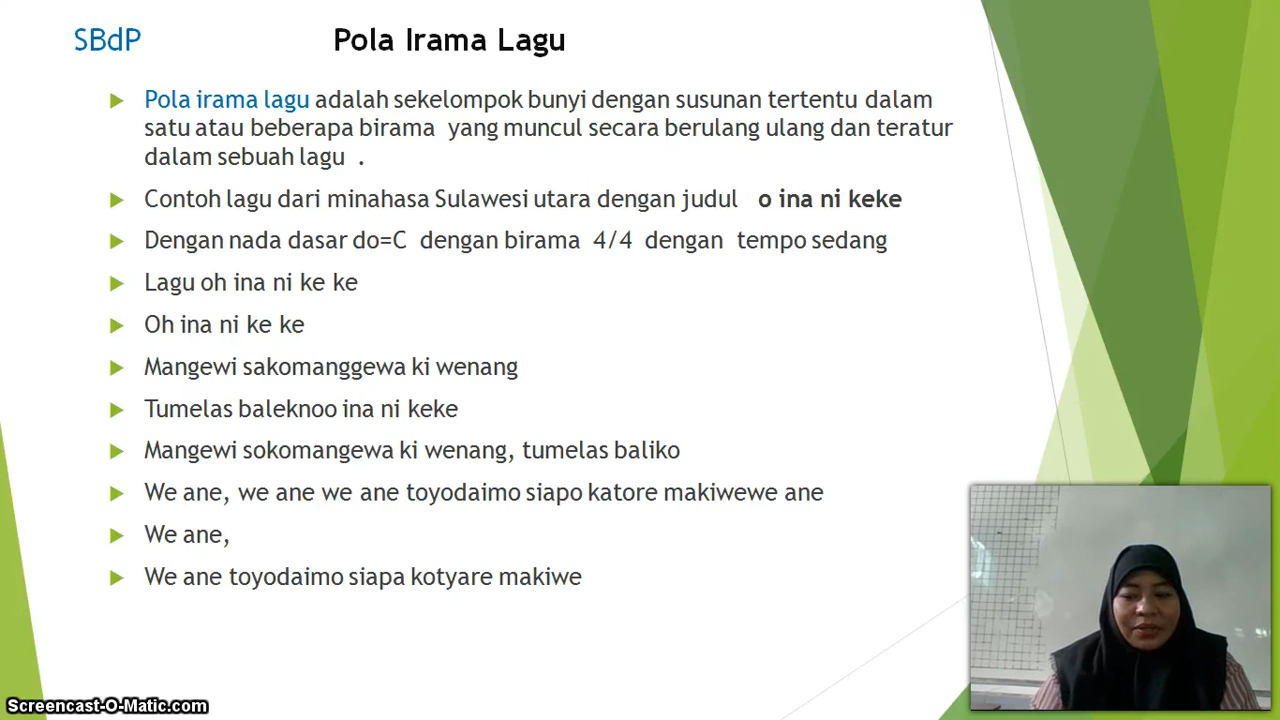 SBdP Pola Irama Lagu
Pola irama lagu adalah sekelompok bunyi dengan susunan tertentu dalam
satu atau beberapa birama yang muncul secara berulang ulang dan teratur
dalam sebuah lagu .
Contoh lagu dari minahasa Sulawesi utara dengan judul o ina ni keke
Dengan nada dasar do=C dengan birama 4/4 dengan tempo sedang
Lagu oh ina ni ke ke
Oh ina ni ke ke
Mangewi sakomanggewa ki wenang
Tumelas baleknoo ina ni keke
Mangewi sokomangewa ki wenang, tumelas baliko
We ane, we ane we ane toyodaimo siapo katore makiwewe ane
We ane,
We ane toyodaimo siapa kotyare makiwe
Screencast-O-Matic.com